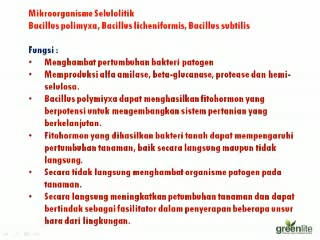 Mikroorganisme Selulolitik
Bacillus polimyxa, Bacillus licheniformis, Bacillus subtilis
Fungsi :
• Menghambat pertumbuhan bakteri patogen
• Memproduksi alfa amilase, beta-glucanase, protease dan hemi-
selulosa.
• Bacillus polymiyxa dapat menghasilkan fitohormon yang
berpotensi untuk mengembangkan sistem pertanian yang
berkelanjutan.
• Fitohormon yang dihasilkan bakteri tanah dapat mempengaruhi
pertumbuhan tanaman, baik secara langsung maupun tidak
langsung.
• Secara tidak langsung menghambat organisme patogen pada
tanaman.
• Secara langsung meningkatkan petumbuhan tanaman dan dapat
bertindak sebagai fasilitator dalam penyerapan beberapa unsur
hara dari lingkungan.
greenlite